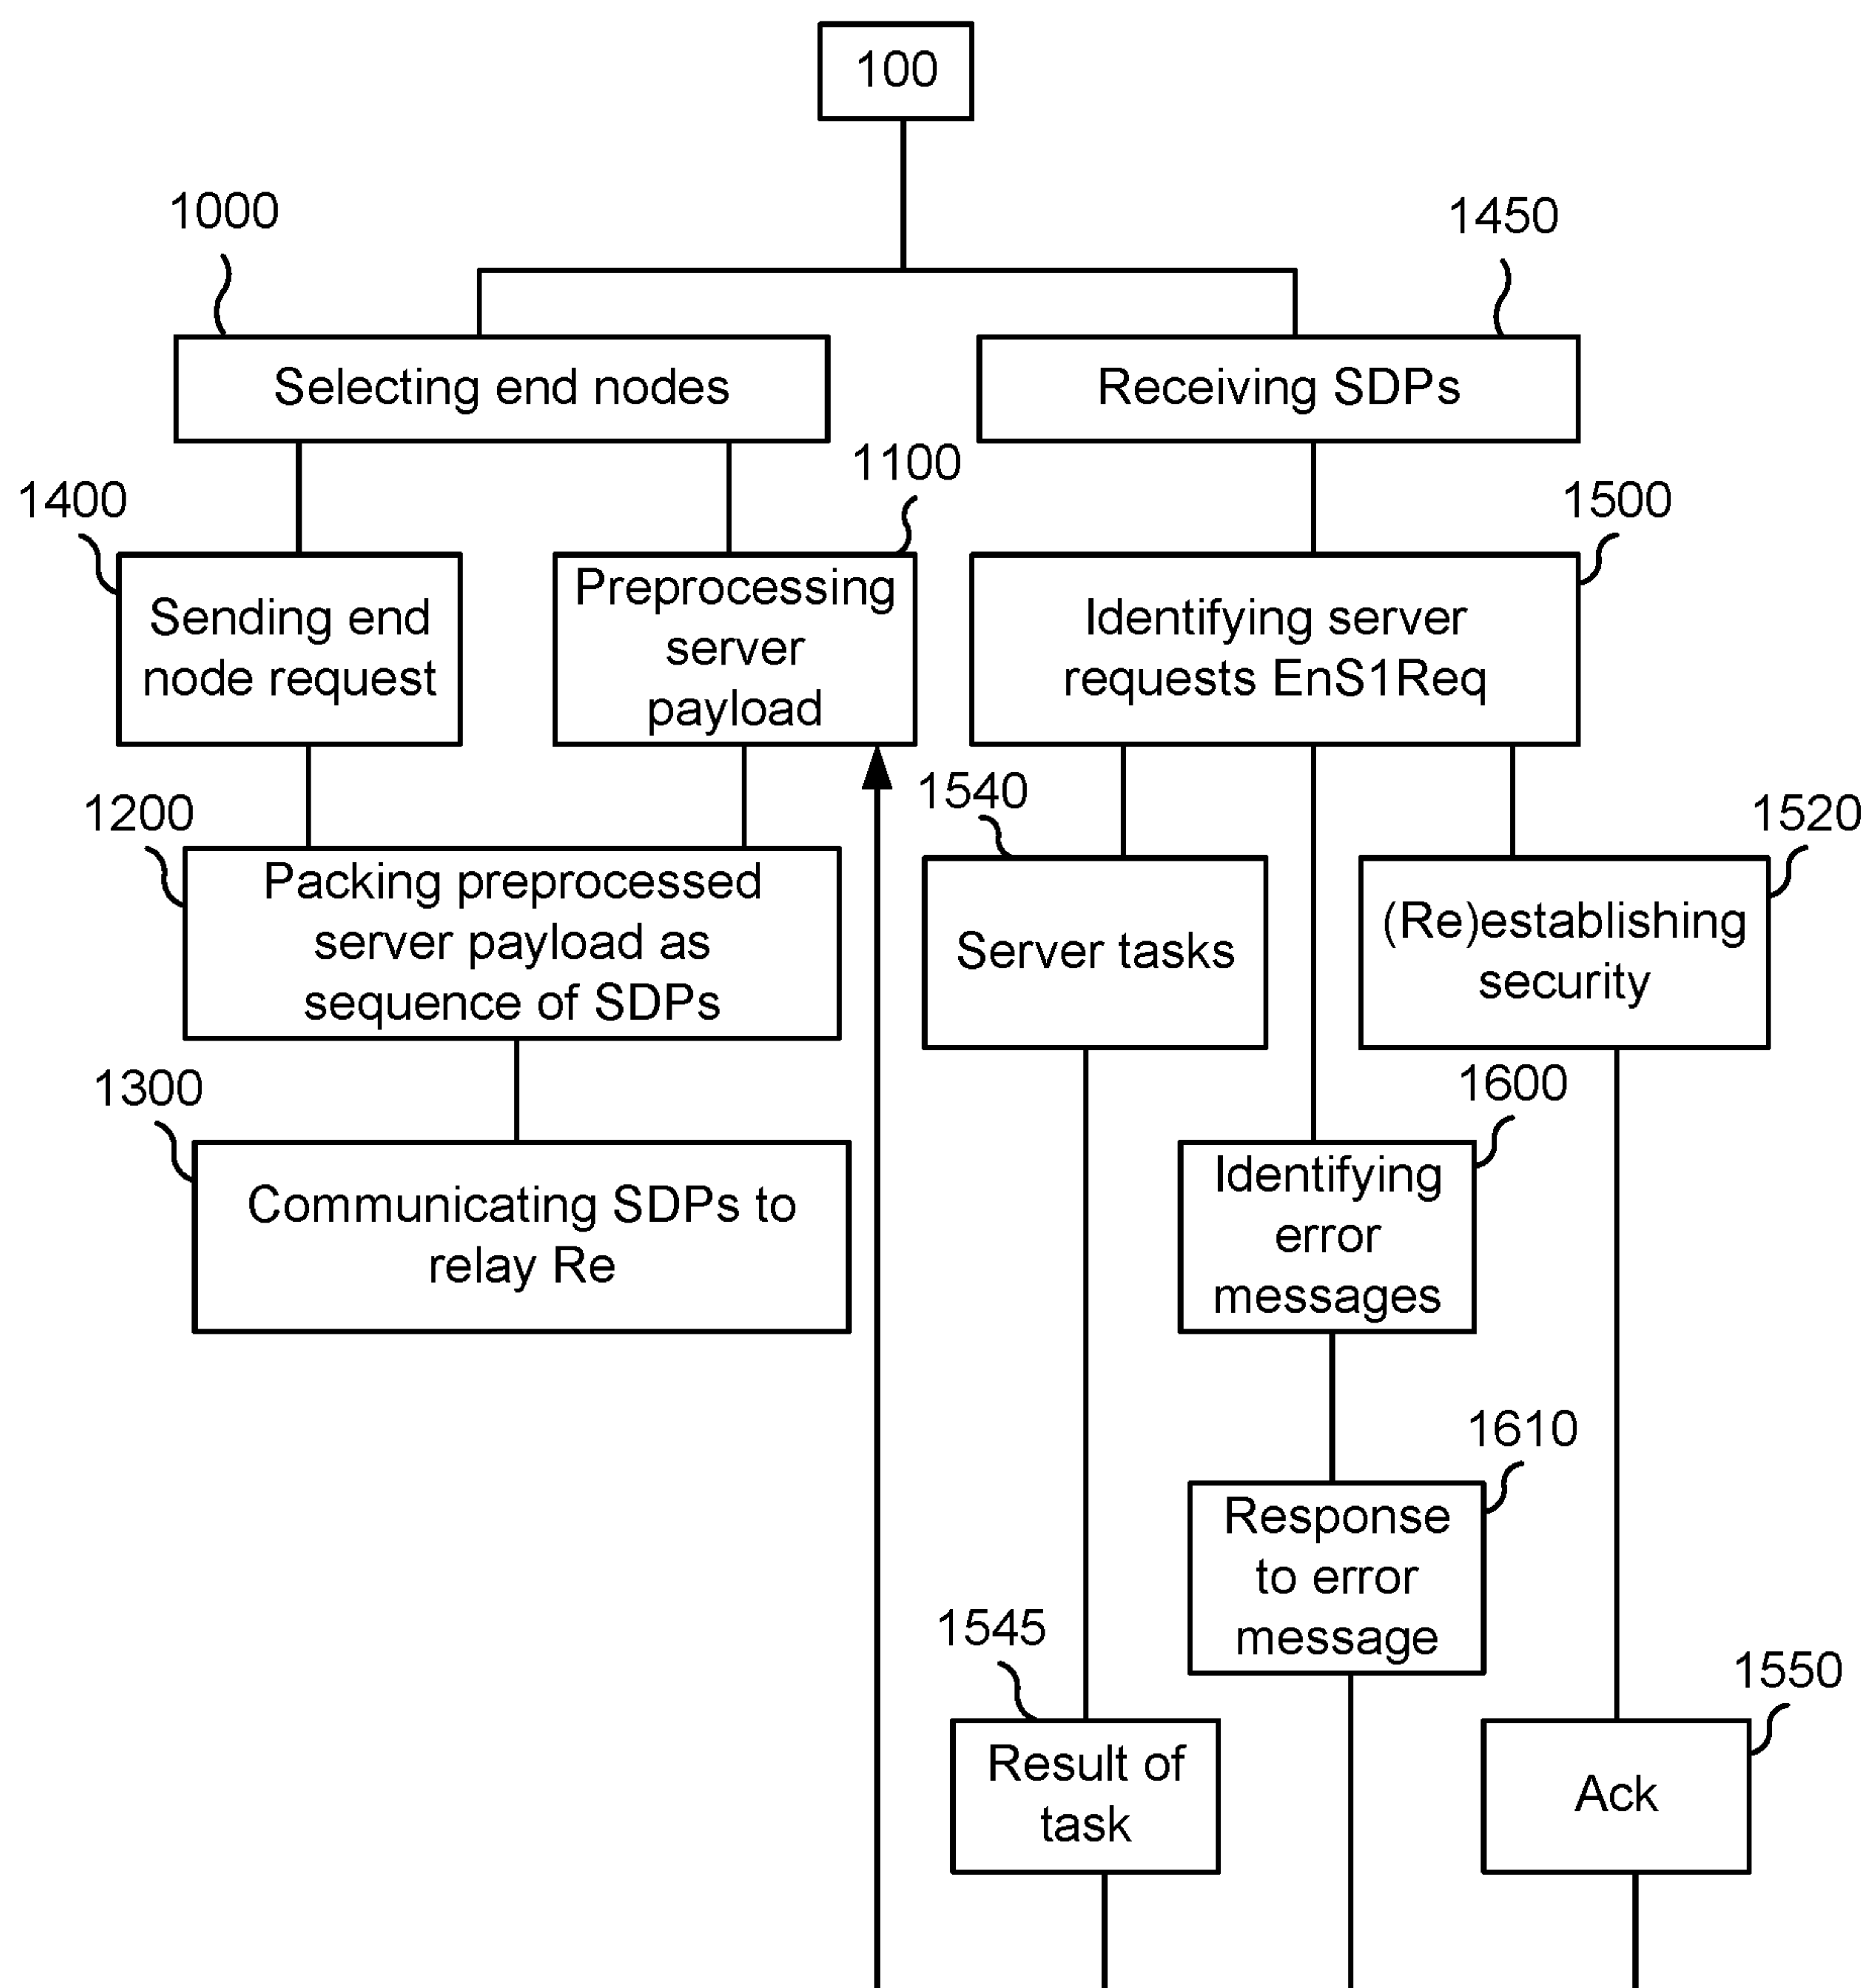 100
1000
1450
Selecting end nodes
Receiving SDPs
1400
1100
1500
Sending end
node request
Preprocessing
server
payload
Identifying server
requests EnS1Req
1200
1540
1520
Packing preprocessed
server payload as
sequence of SDPs
Server tasks
(Re)establishing
security
1300
1600
Communicating SDPs to
relay Re
Identifying
error
messages
1610
Response
to error
message
1545
1550
Result of
task
Ack